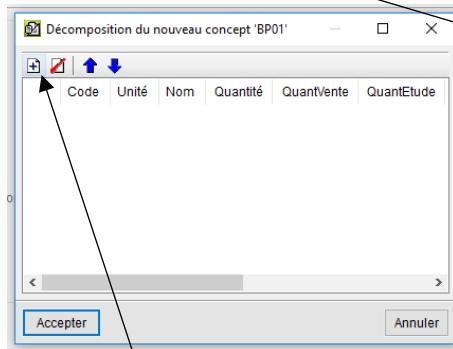 Décomposition du nouveau concept 'BP01'
Code Unité Nom Quantité QuantVente QuantEtude
Accepter Annuler